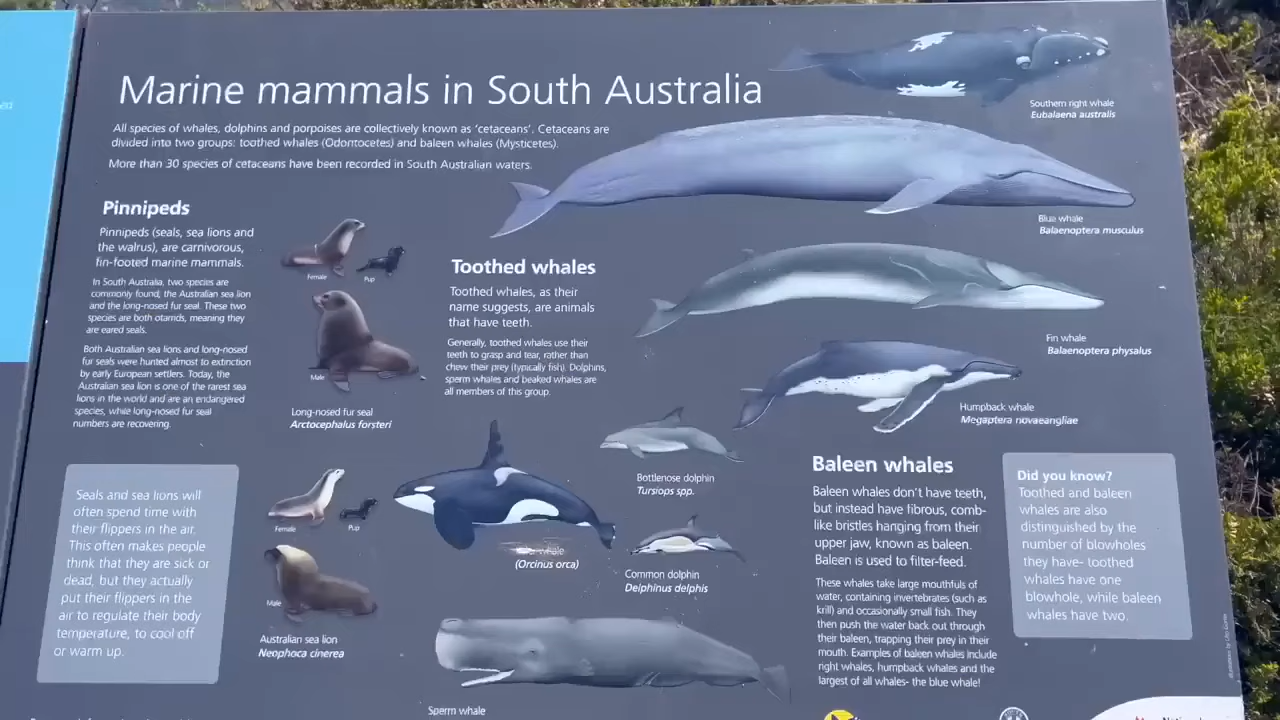 Marine mammals in South Australia
All species of whales, dolphins and porpoises are collectively known as 'cetaceans'. Cetaceans are
divided into two groups: toothed whales (Odontocetes) and baleen whales (Mysticetes).
More than 30 species of cetaceans have been recorded in South Australian waters.
Southern right whale
Eubalaena australis
Blue whale
Balaenoptera musculus
Fin whale
Balaenoptera physalus
Humpback whale
Megaptera novaeangliae
Pinnipeds
Pinnipeds (seals, sea lions and
the walrus), are carnivorous,
fin-footed marine mammals.
In South Australia, two species are
commonly found, the Australian sea lion
and the long-nosed fur seal. These two
species are both otariids, meaning they
are eared seals.
Both Australian sea lions and long-nosed
fur seals were hunted almost to extinction
by early European settlers. Today, the
Australian sea lion is one of the rarest sea
lions in the world and are an endangered
species, while long-nosed fur seal
numbers are recovering.
Seals and sea lions will
often spend time with
their flippers in the air.
This often makes people
think that they are sick or
dead, but they actually
put their flippers in the
air to regulate their body
temperature, to cool off
or warm up.
Female
Pup
Male
Long-nosed fur seal
Arctocephalus forsteri
Female
Pup
Male
Australian sea lion
Neophoca cinerea
Toothed whales
Toothed whales, as their
name suggests, are animals
that have teeth.
Generally, toothed whales use their
teeth to grasp and tear, rather than
chew their prey (typically fish). Dolphins,
sperm whales and beaked whales are
all members of this group.
Bottlenose dolphin
Tursiops spp.
whale
(Orcinus orca)
Common dolphin
Delphinus delphis
Sperm whale
Baleen whales
Baleen whales don't have teeth,
but instead have fibrous, comb-
like bristles hanging from their
upper jaw, known as baleen.
Baleen is used to filter-feed.
These whales take large mouthfuls of
water, containing invertebrates (such as
krill) and occasionally small fish. They
then push the water back out through
their baleen, trapping their prey in their
mouth. Examples of baleen whales include
right whales, humpback whales and the
largest of all whales- the blue whale!
Did you know?
Toothed and baleen
whales are also
distinguished by the
number of blowholes
they have- toothed
whales have one
blowhole, while baleen
whales have two.